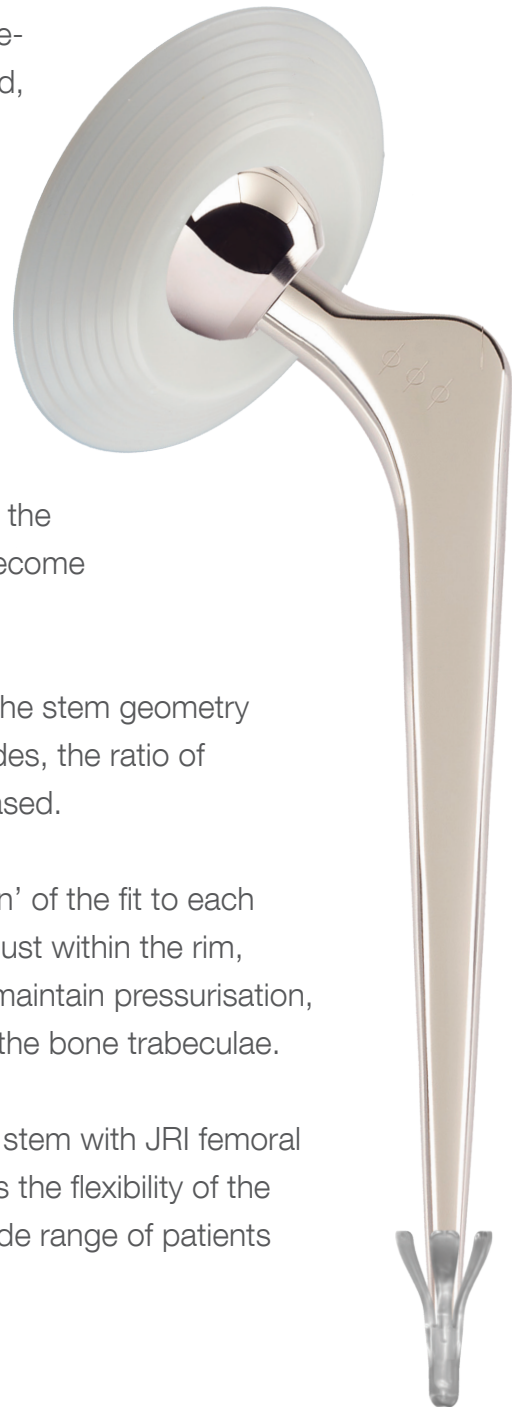 e-
d,
the
ecome
he stem geometry
des, the ratio of
ased.
n’ of the fit to each
ust within the rim,
maintain pressurisation,
the bone trabeculae.
stem with JRI femoral
s the flexibility of the
de range of patients